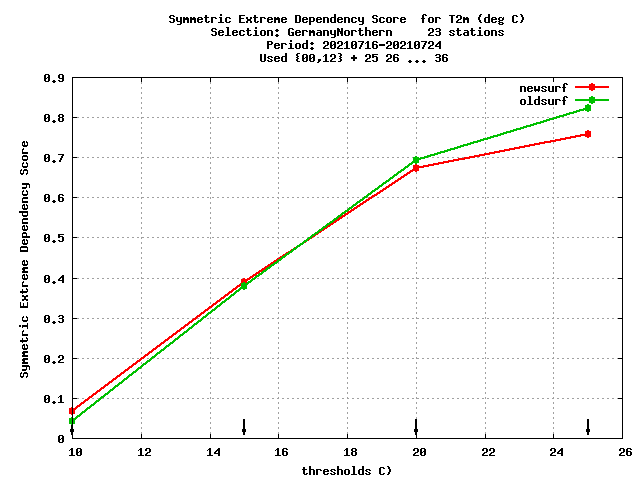 Symmetric Extreme Dependency Score  for T2m (deg C)
Selection: GermanyNorthern     23 stations
Period: 20210716-20210724
Used {00,12} + 25 26 ... 36
newsurf
oldsurf
Symmetric Extreme Dependency Score
0.9
0.8
0.7
0.6
0.5
0.4
0.3
0.2
0.1
0
10 12 14 16 18 20 22 24 26
thresholds C)